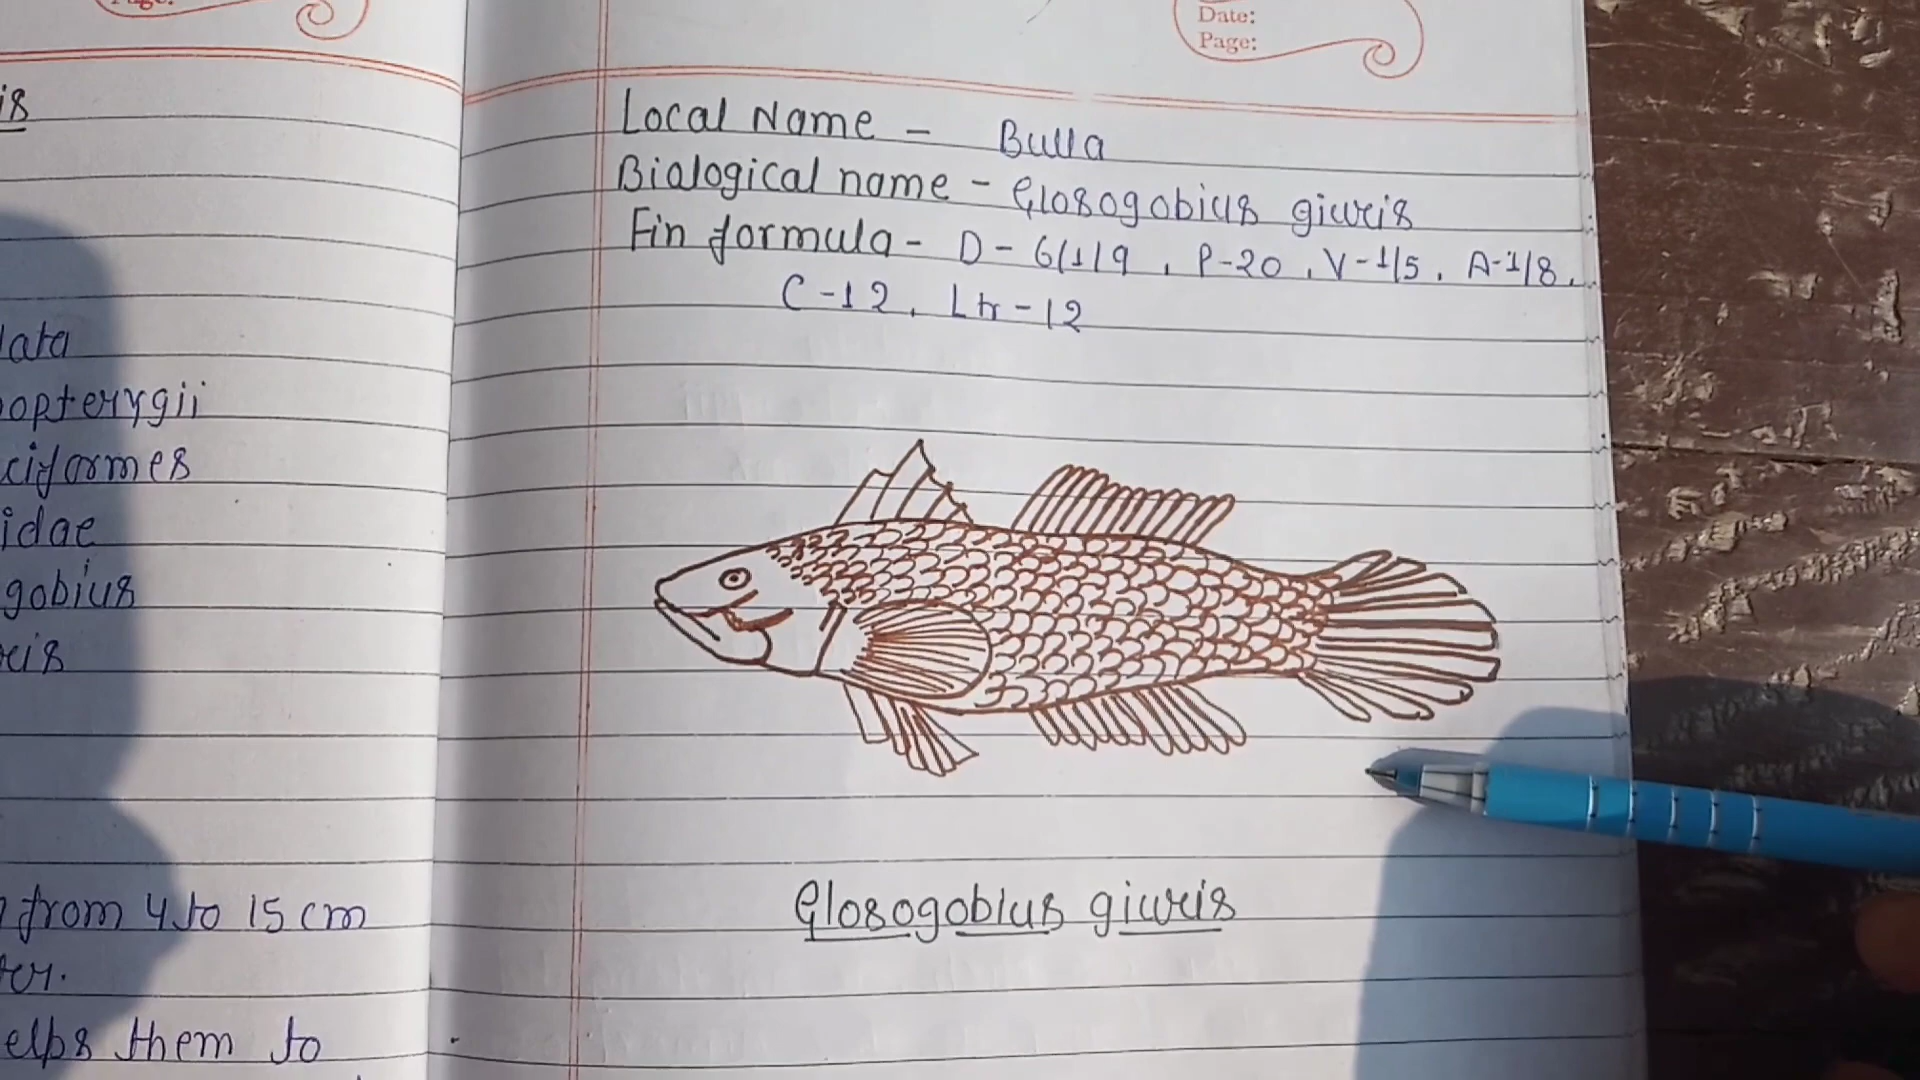 Date:
Page:
is
Local Name - Bulla
Biological name - Glosogobius giuris
Fin formula - D - 6/1/9 , P-20 , V-1/5 , A-1/8 ,
C-12 , Ltr-12
lata
opterygii
ciformes
idae
gobius
ris
from 4 to 15 cm
ter.
elps them to
Glosogobius giuris